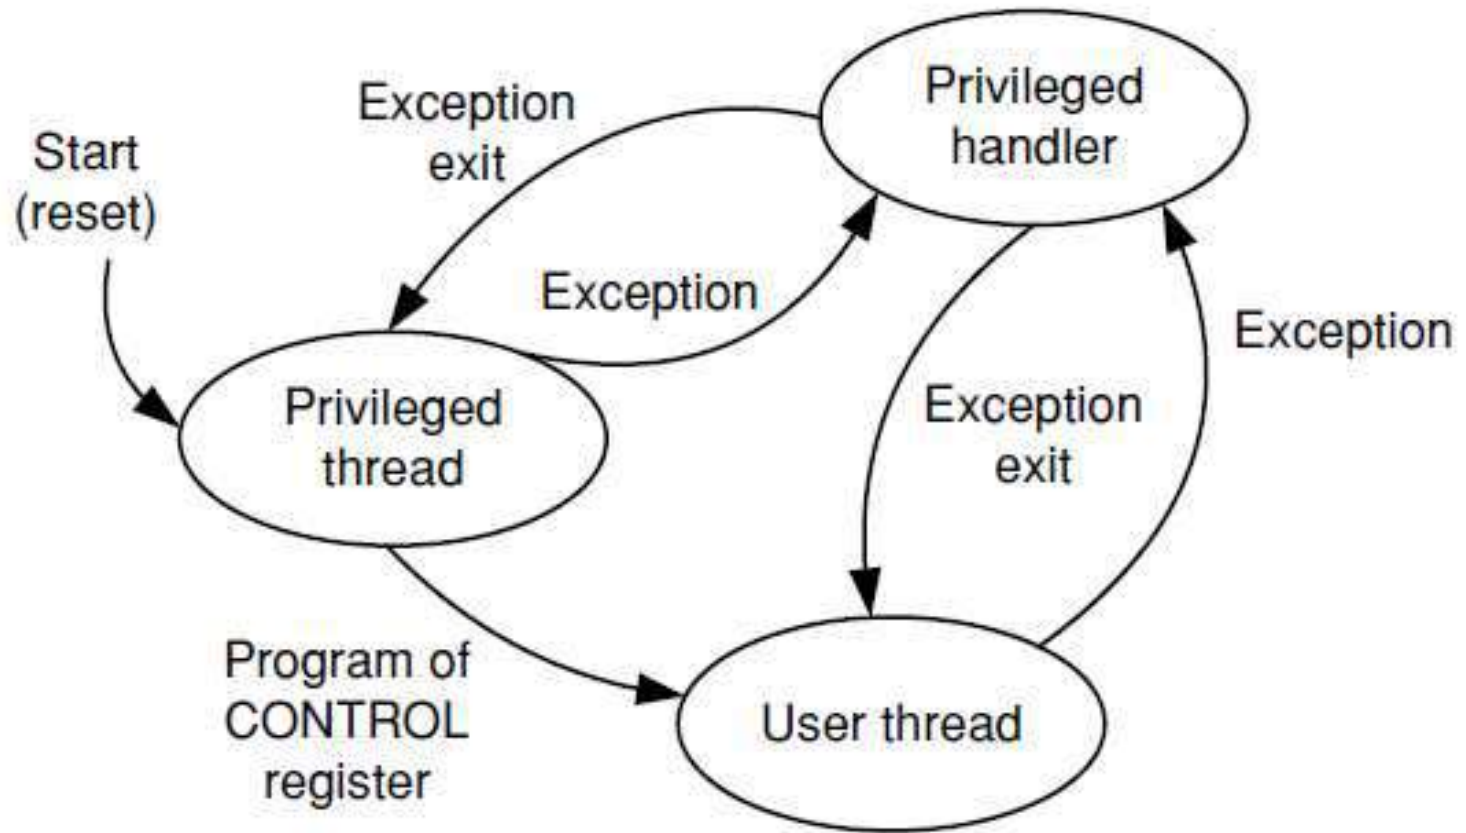 Privileged
handler
Exception
exit
Start
(reset)
Exception
Exception
Privileged
thread
Exception
exit
Program of
CONTROL
register
User thread